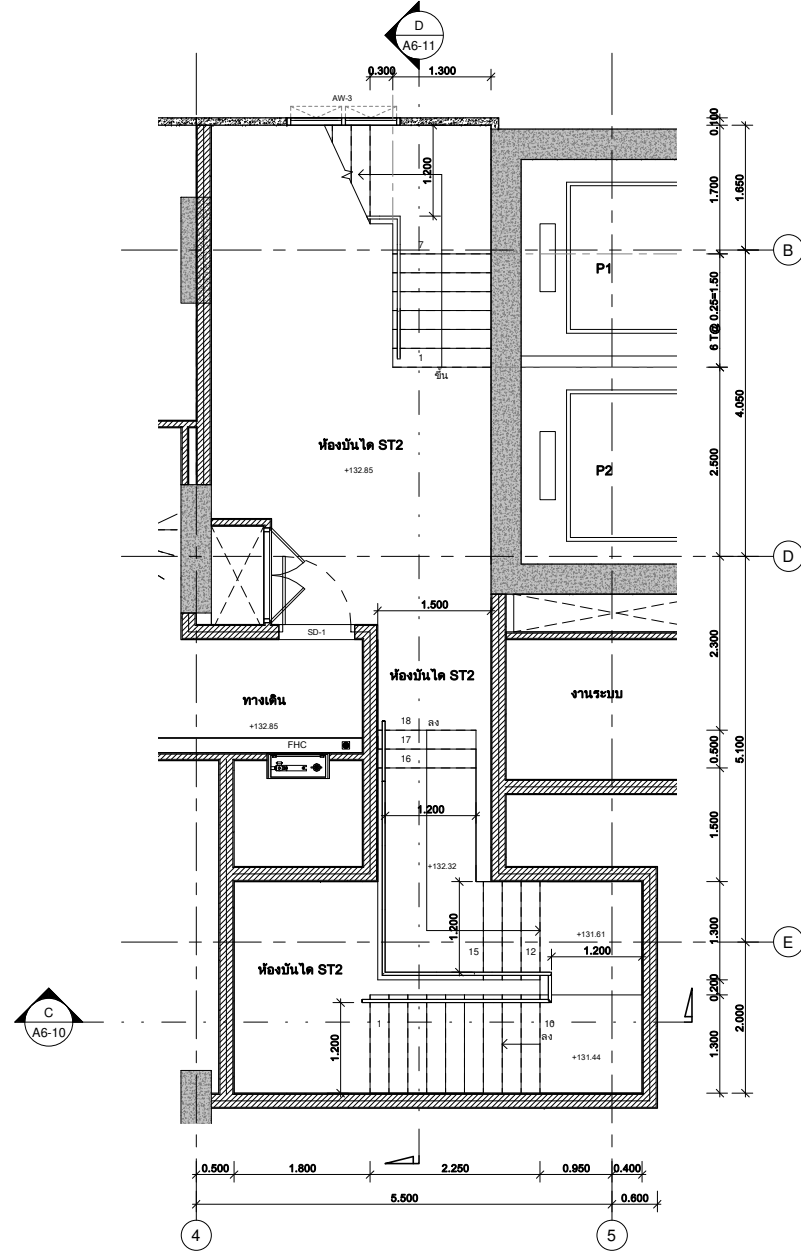 D
A6-11
0.300
1.300
AW-3
0.100
1.200
1.700
1.650
7
B
P1
6 T@ 0.25=1.50
1
ขึ้น
4.050
ห้องบันได ST2
+132.85
P2
2.500
D
1.500
SD-1
2.300
ห้องบันได ST2
ทางเดิน
งานระบบ
+132.85
18
ลง
17
FHC
16
0.500
5.100
1.200
1.500
+132.32
1.200
+131.61
1.300
E
15
12
1.200
ห้องบันได ST2
0.200
C
A6-10
1
10
ลง
1.200
+131.44
1.300
2.000
0.500
1.800
2.250
0.950
0.400
5.500
0.600
4
5